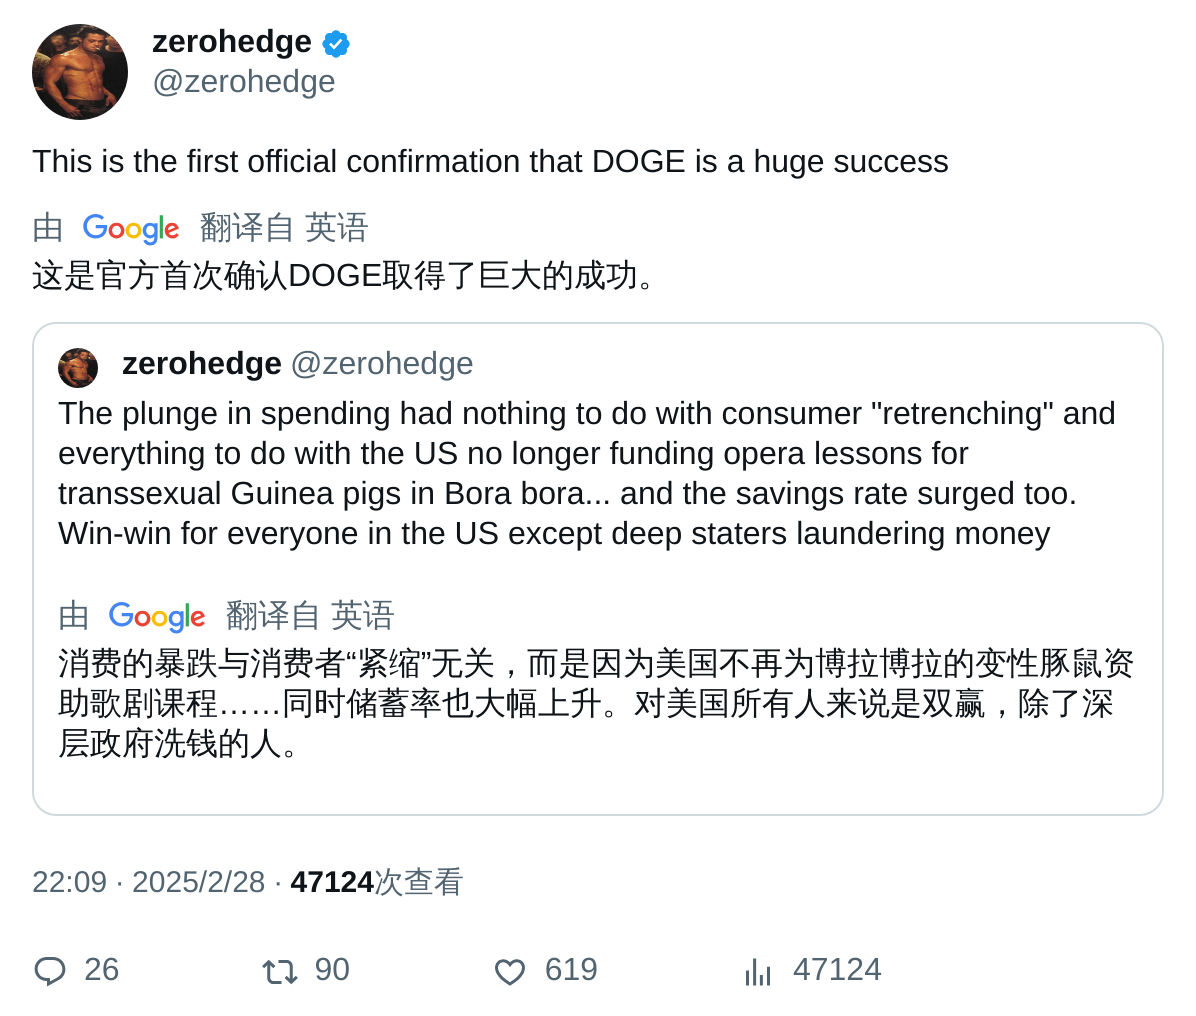 zerohedge
@zerohedge
This is the first official confirmation that DOGE is a huge success
由 Google 翻译自 英语
这是官方首次确认DOGE取得了巨大的成功。
zerohedge @zerohedge
The plunge in spending had nothing to do with consumer "retrenching" and
everything to do with the US no longer funding opera lessons for
transsexual Guinea pigs in Bora bora... and the savings rate surged too.
Win-win for everyone in the US except deep staters laundering money
由 Google 翻译自 英语
消费的暴跌与消费者“紧缩”无关，而是因为美国不再为博拉博拉的变性豚鼠资
助歌剧课程……同时储蓄率也大幅上升。对美国所有人来说是双赢，除了深
层政府洗钱的人。
22:09 · 2025/2/28 · 47124次查看
26 90 619 47124